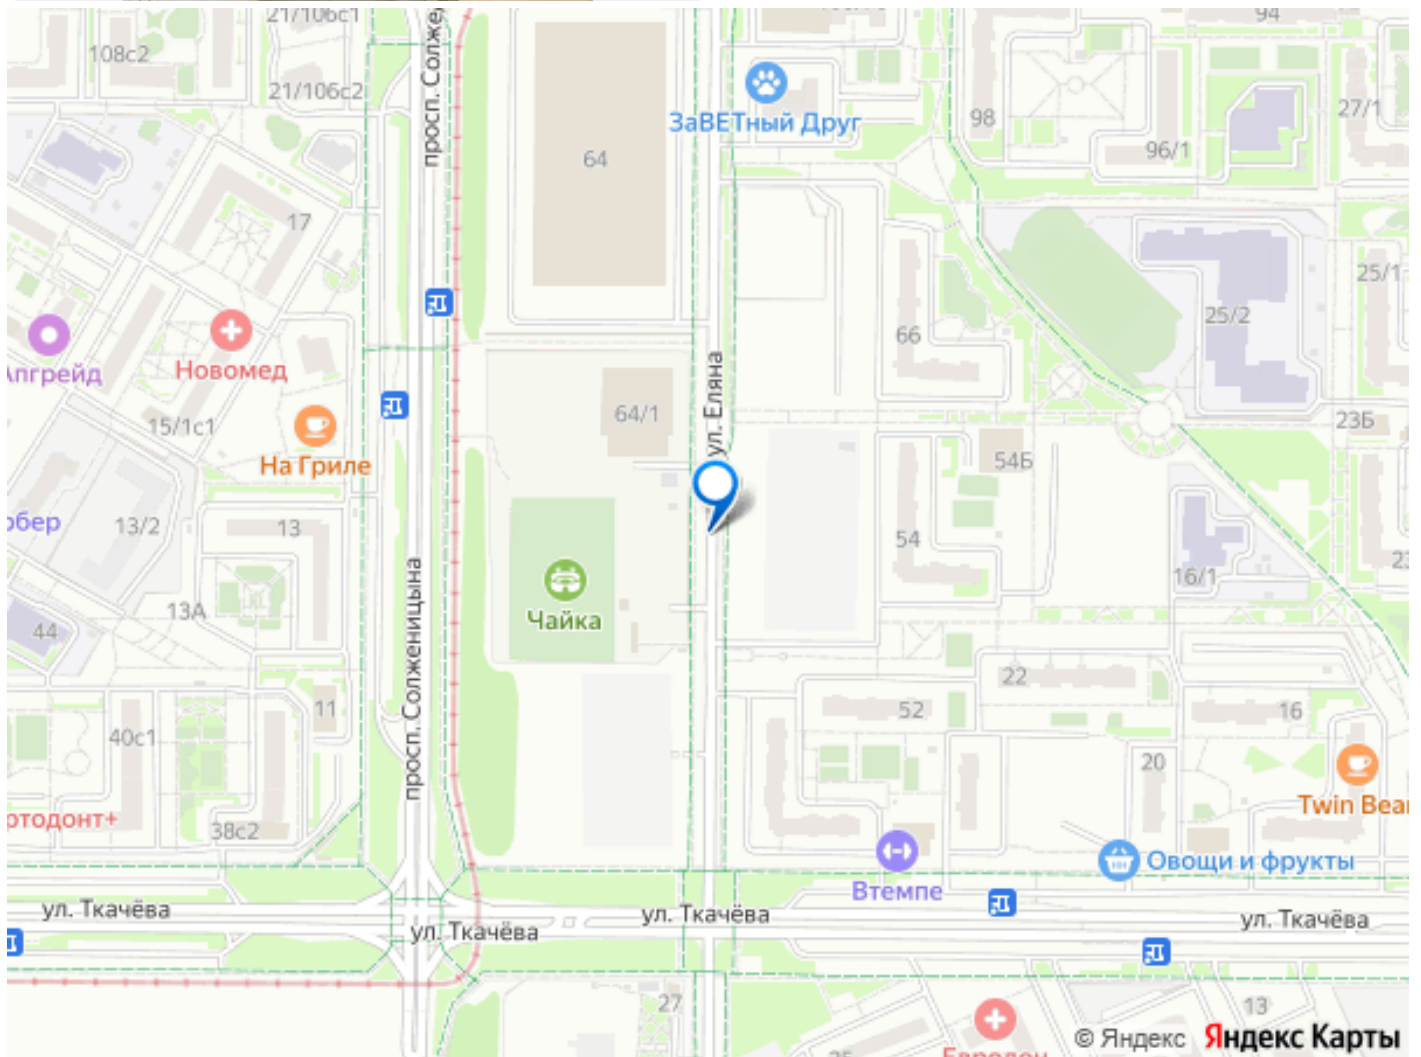 21/106с1
94
108с2
просп. Солже
21/106с2
ЗаВЕТный Друг
98
27/1
64
96/1
17
25/1
25/2
66
Новомед
Апгрейд
ул. Еляна
64/1
15/1с1
23Б
На Гриле
54Б
13/2
13
54
16/1
просп. Солженицына
13А
Чайка
44
22
11
52
16
40с1
20
Twin Bear
38с2
Овощи и фрукты
Втемпе
ул. Ткачёва
ул. Ткачёва
ул. Ткачёва
ул. Ткачёва
27
13
© Яндекс Яндекс Карты